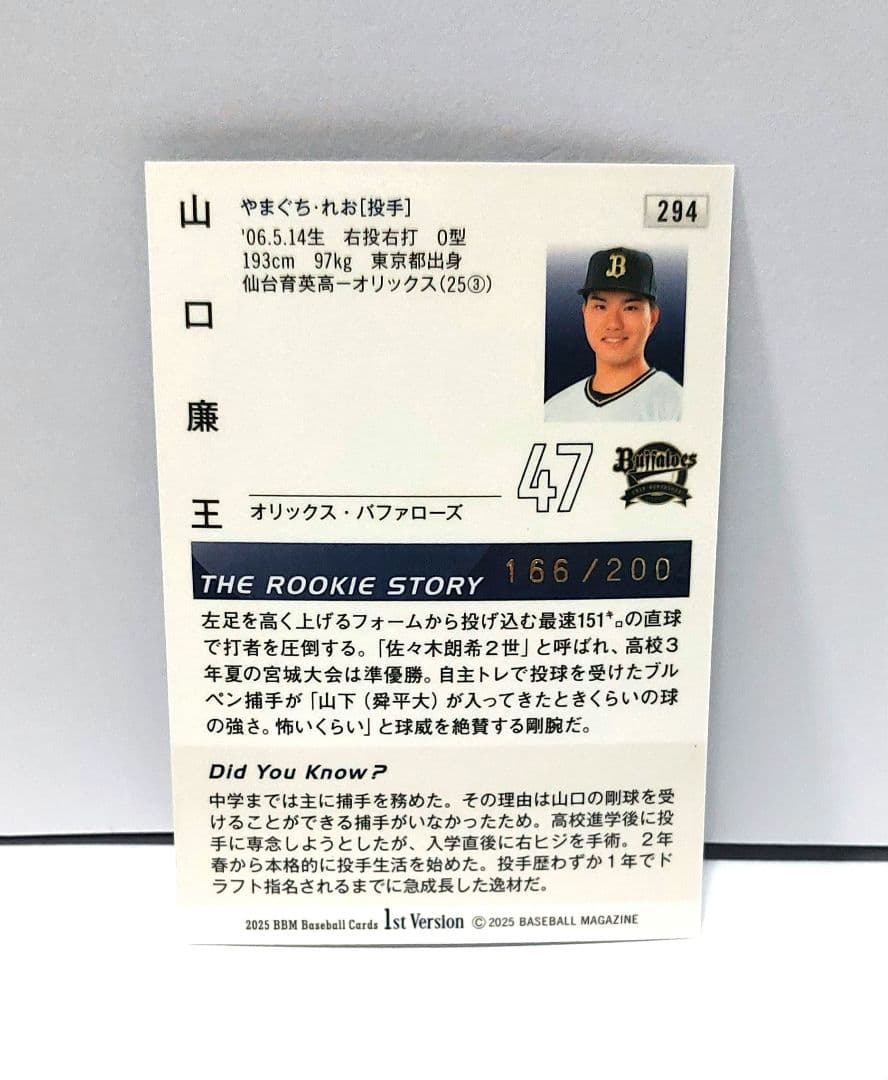 山口廉王
やまぐち・れお[投手]
'06.5.14生 右投右打 O型
193cm 97kg 東京都出身
仙台育英高－オリックス(25③)
294
B
47
Buffaloes
オリックス・バファローズ
THE ROOKIE STORY
166/200
左足を高く上げるフォームから投げ込む最速151㌔の直球
で打者を圧倒する。「佐々木朗希２世」と呼ばれ、高校３
年夏の宮城大会は準優勝。自主トレで投球を受けたブル
ペン捕手が「山下（舜平大）が入ってきたときくらいの球
の強さ。怖いくらい」と球威を絶賛する剛腕だ。
Did You Know?
中学までは主に捕手を務めた。その理由は山口の剛球を受
けることができる捕手がいなかったため。高校進学後に投
手に専念しようとしたが、入学直後に右ヒジを手術。２年
春から本格的に投手生活を始めた。投手歴わずか１年でド
ラフト指名されるまでに急成長した逸材だ。
2025 BBM Baseball Cards 1st Version ©2025 BASEBALL MAGAZINE